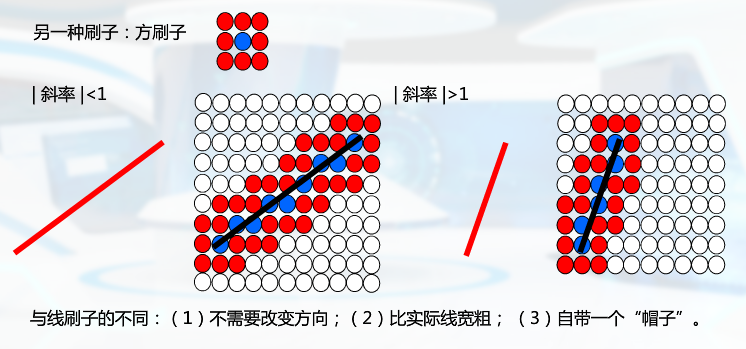 另一种刷子：方刷子
|斜率|<1
|斜率|>1
与线刷子的不同：（1）不需要改变方向；（2）比实际线宽粗；（3）自带一个“帽子”。